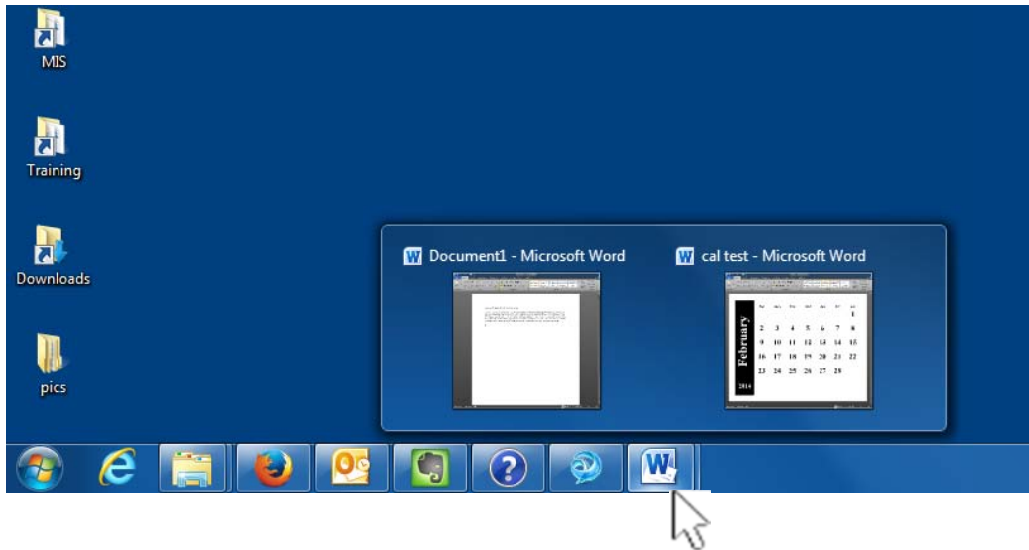 MIS
Training
Downloads
pics
Document1 - Microsoft Word
cal test - Microsoft Word
February
2014
1
2 3 4 5 6 7 8
9 10 11 12 13 14 15
16 17 18 19 20 21 22
23 24 25 26 27 28